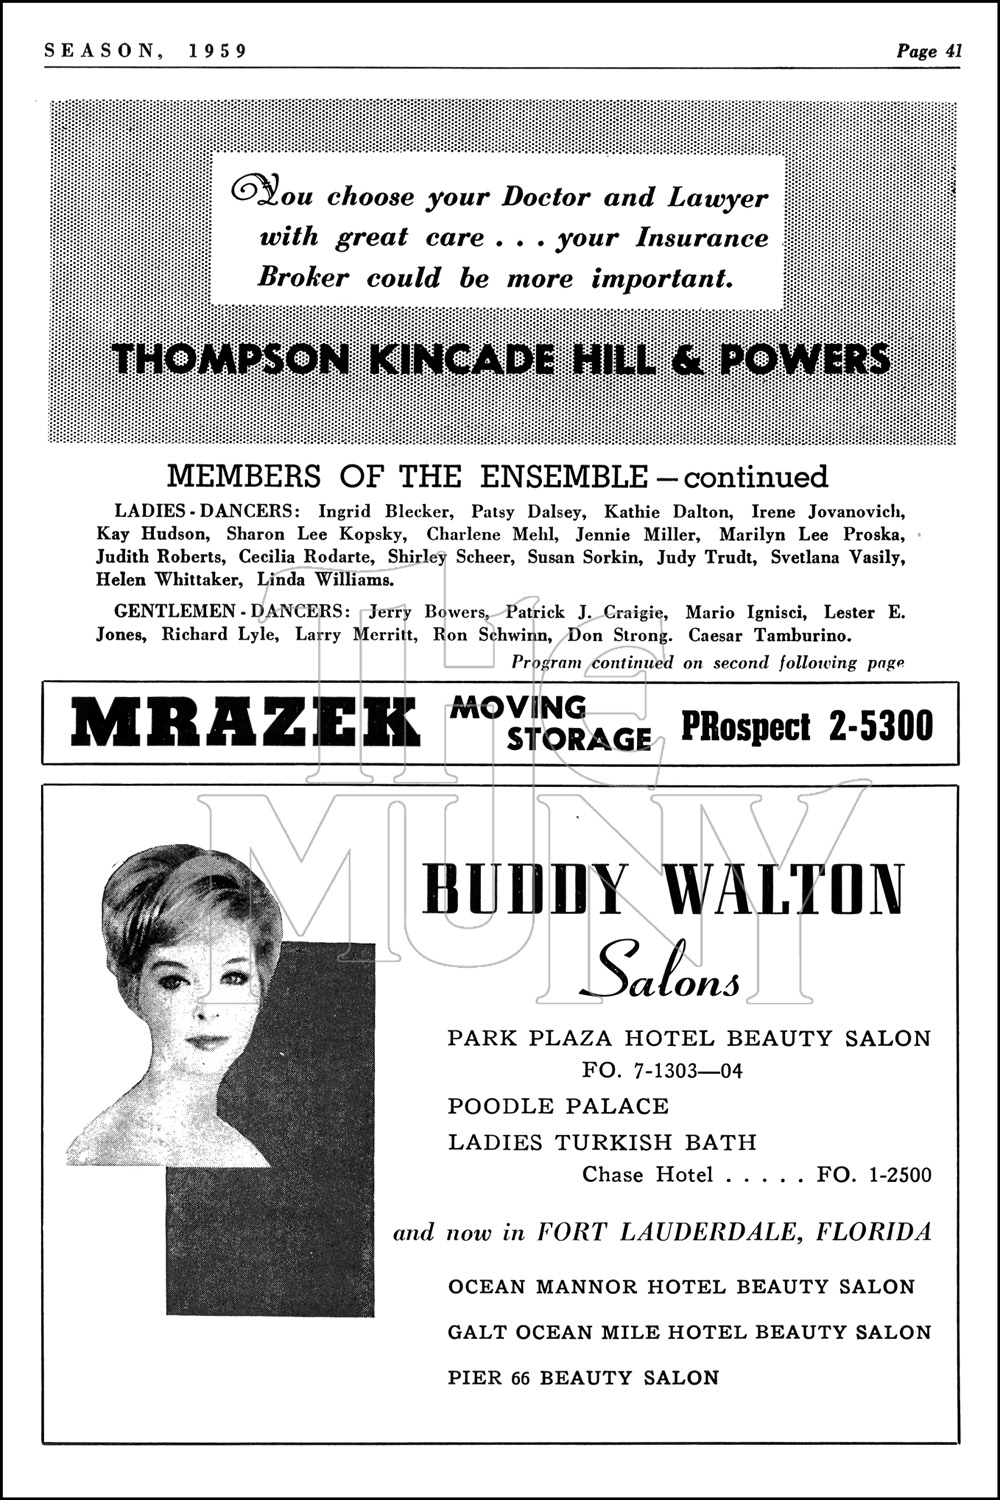 SEASON, 1959
Page 41
You choose your Doctor and Lawyer
with great care . . . your Insurance
Broker could be more important.
THOMPSON KINCADE HILL & POWERS
MEMBERS OF THE ENSEMBLE — continued
LADIES - DANCERS: Ingrid Blecker, Patsy Dalsey, Kathie Dalton, Irene Jovanovich,
Kay Hudson, Sharon Lee Kopsky, Charlene Mehl, Jennie Miller, Marilyn Lee Proska,
Judith Roberts, Cecilia Rodarte, Shirley Scheer, Susan Sorkin, Judy Trudt, Svetlana Vasily,
Helen Whittaker, Linda Williams.
GENTLEMEN - DANCERS: Jerry Bowers, Patrick J. Craigie, Mario Ignisci, Lester E.
Jones, Richard Lyle, Larry Merritt, Ron Schwinn, Don Strong. Caesar Tamburino.
Program continued on second following page
MRAZEK MOVING STORAGE PRospect 2-5300
THE
MUNY
BUDDY WALTON
Salons
PARK PLAZA HOTEL BEAUTY SALON
FO. 7-1303—04
POODLE PALACE
LADIES TURKISH BATH
Chase Hotel . . . . . FO. 1-2500
and now in FORT LAUDERDALE, FLORIDA
OCEAN MANNOR HOTEL BEAUTY SALON
GALT OCEAN MILE HOTEL BEAUTY SALON
PIER 66 BEAUTY SALON